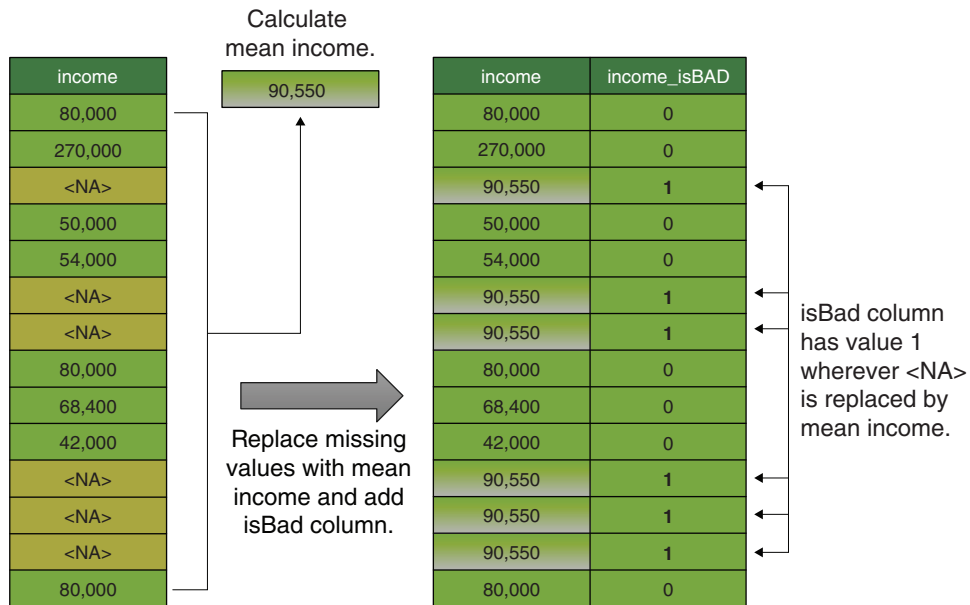 Calculate
mean income.
90,550
income
80,000
270,000
<NA>
50,000
54,000
<NA>
<NA>
80,000
68,400
42,000
<NA>
<NA>
<NA>
80,000
Replace missing
values with mean
income and add
isBad column.
income income_isBAD
80,000 0
270,000 0
90,550 1
50,000 0
54,000 0
90,550 1
90,550 1
80,000 0
68,400 0
42,000 0
90,550 1
90,550 1
90,550 1
80,000 0
isBad column
has value 1
wherever <NA>
is replaced by
mean income.